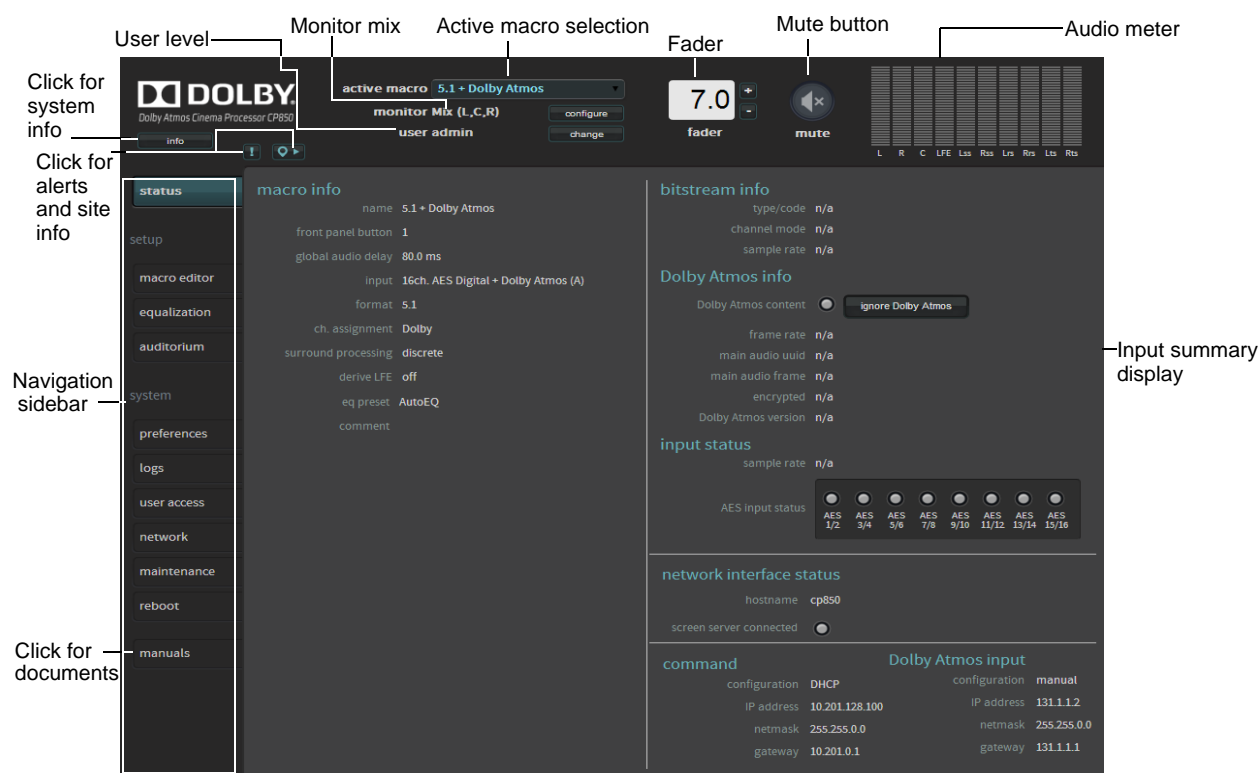 Monitor mix
Active macro selection
Mute button
User level
Fader
Audio meter
Click for
system
info
Click for
alerts
and site
info
Navigation
sidebar
Click for
documents
Input summary
display
DOLBY.
Dolby Atmos Cinema Processor CP850
info
active macro 5.1 + Dolby Atmos
monitor Mix (L,C,R) configure
user admin change
7.0 + -
fader
mute
L R C LFE Lss Rss Lrs Rrs Lts Rts
!
status
setup
macro editor
equalization
auditorium
system
preferences
logs
user access
network
maintenance
reboot
manuals
macro info
name 5.1 + Dolby Atmos
front panel button 1
global audio delay 80.0 ms
input 16ch. AES Digital + Dolby Atmos (A)
format 5.1
ch. assignment Dolby
surround processing discrete
derive LFE off
eq preset AutoEQ
comment
bitstream info
type/code n/a
channel mode n/a
sample rate n/a
Dolby Atmos info
Dolby Atmos content ignore Dolby Atmos
frame rate n/a
main audio uuid n/a
main audio frame n/a
encrypted n/a
Dolby Atmos version n/a
input status
sample rate n/a
AES input status
AES AES AES AES AES AES AES AES
1/2 3/4 5/6 7/8 9/10 11/12 13/14 15/16
network interface status
hostname cp850
screen server connected
command
configuration DHCP
IP address 10.201.128.100
netmask 255.255.0.0
gateway 10.201.0.1
Dolby Atmos input
configuration manual
IP address 131.1.1.2
netmask 255.255.0.0
gateway 131.1.1.1